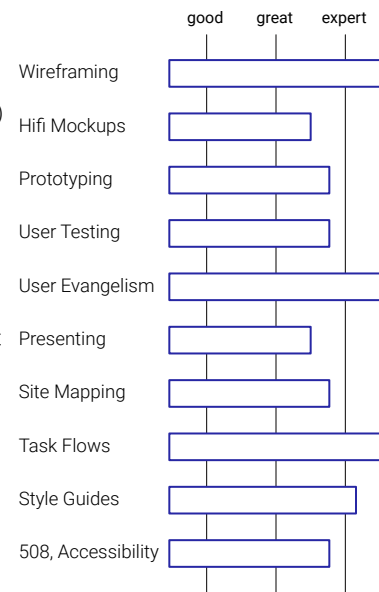 good great expert
Wireframing
Hifi Mockups
Prototyping
User Testing
User Evangelism
Presenting
Site Mapping
Task Flows
Style Guides
508, Accessibility